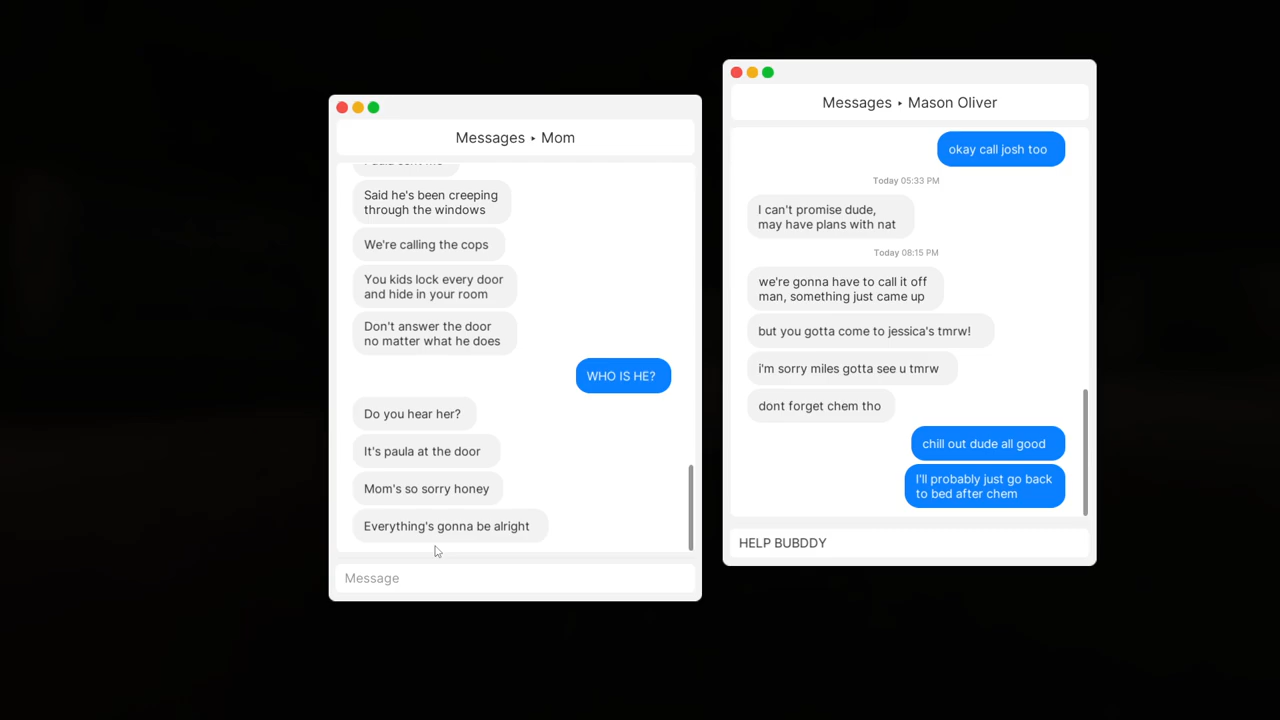 Messages ‣ Mom
Said he's been creeping
through the windows
We're calling the cops
You kids lock every door
and hide in your room
Don't answer the door
no matter what he does
WHO IS HE?
Do you hear her?
It's paula at the door
Mom's so sorry honey
Everything's gonna be alright
Message
Messages ‣ Mason Oliver
okay call josh too
Today 05:33 PM
I can't promise dude,
may have plans with nat
Today 08:15 PM
we're gonna have to call it off
man, something just came up
but you gotta come to jessica's tmrw!
i'm sorry miles gotta see u tmrw
dont forget chem tho
chill out dude all good
I'll probably just go back
to bed after chem
HELP BUBDDY